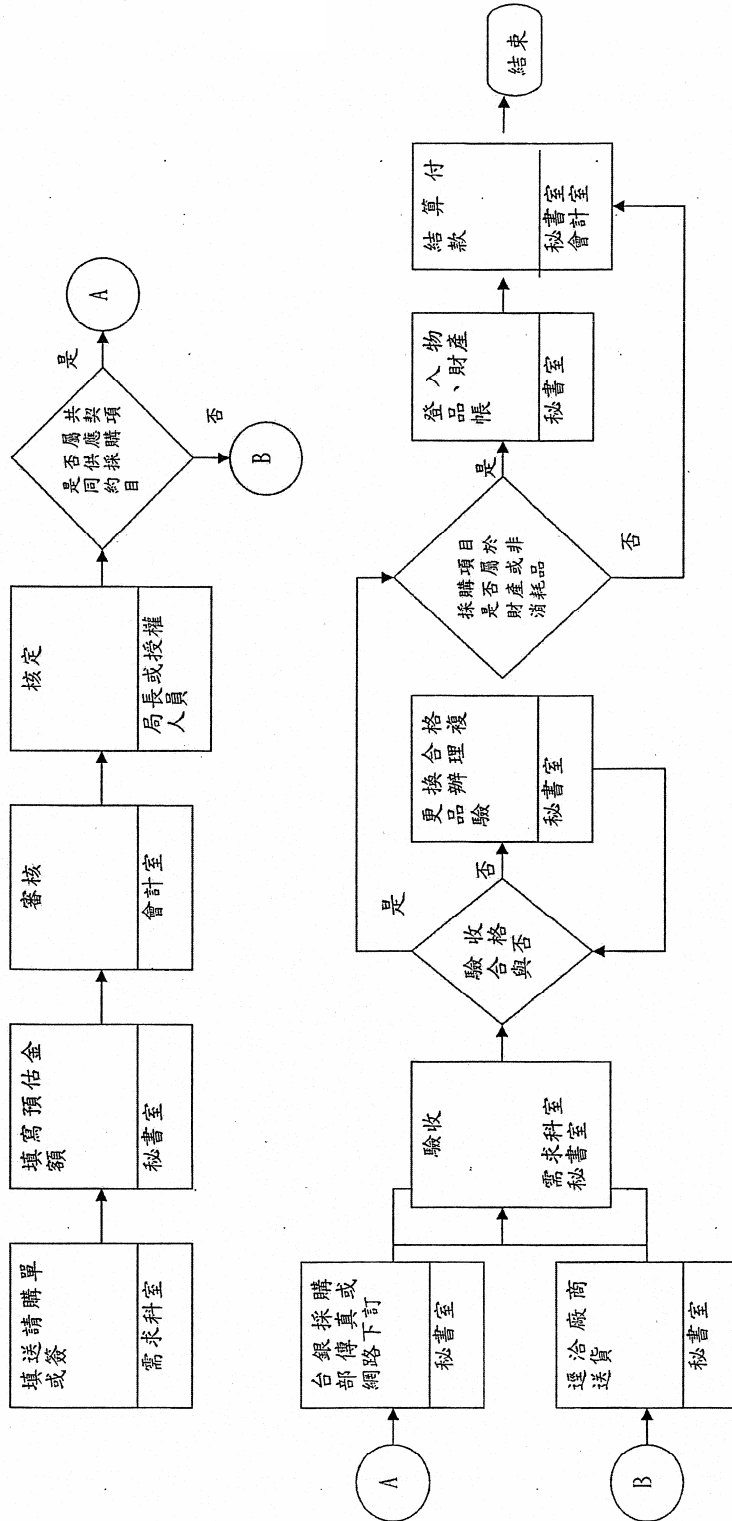 填送請購單
或簽
需求科室
填寫預估金
額
秘書室
審核
會計室
核定
局長或授權
人員
是否屬共
同供應契
約採購項
目
是
A
否
B
A
台銀採購
部傳真或
網路下訂
秘書室
B
逕洽廠商
送貨
秘書室
驗收
需求科室
秘書室
驗收
合格
與否
是
否
更換合格
品辦理複
驗
秘書室
採購項目
是否屬於
財產或非
消耗品
是
否
登入物
品、財產
帳
秘書室
結算付
款
秘書室
會計室
結束